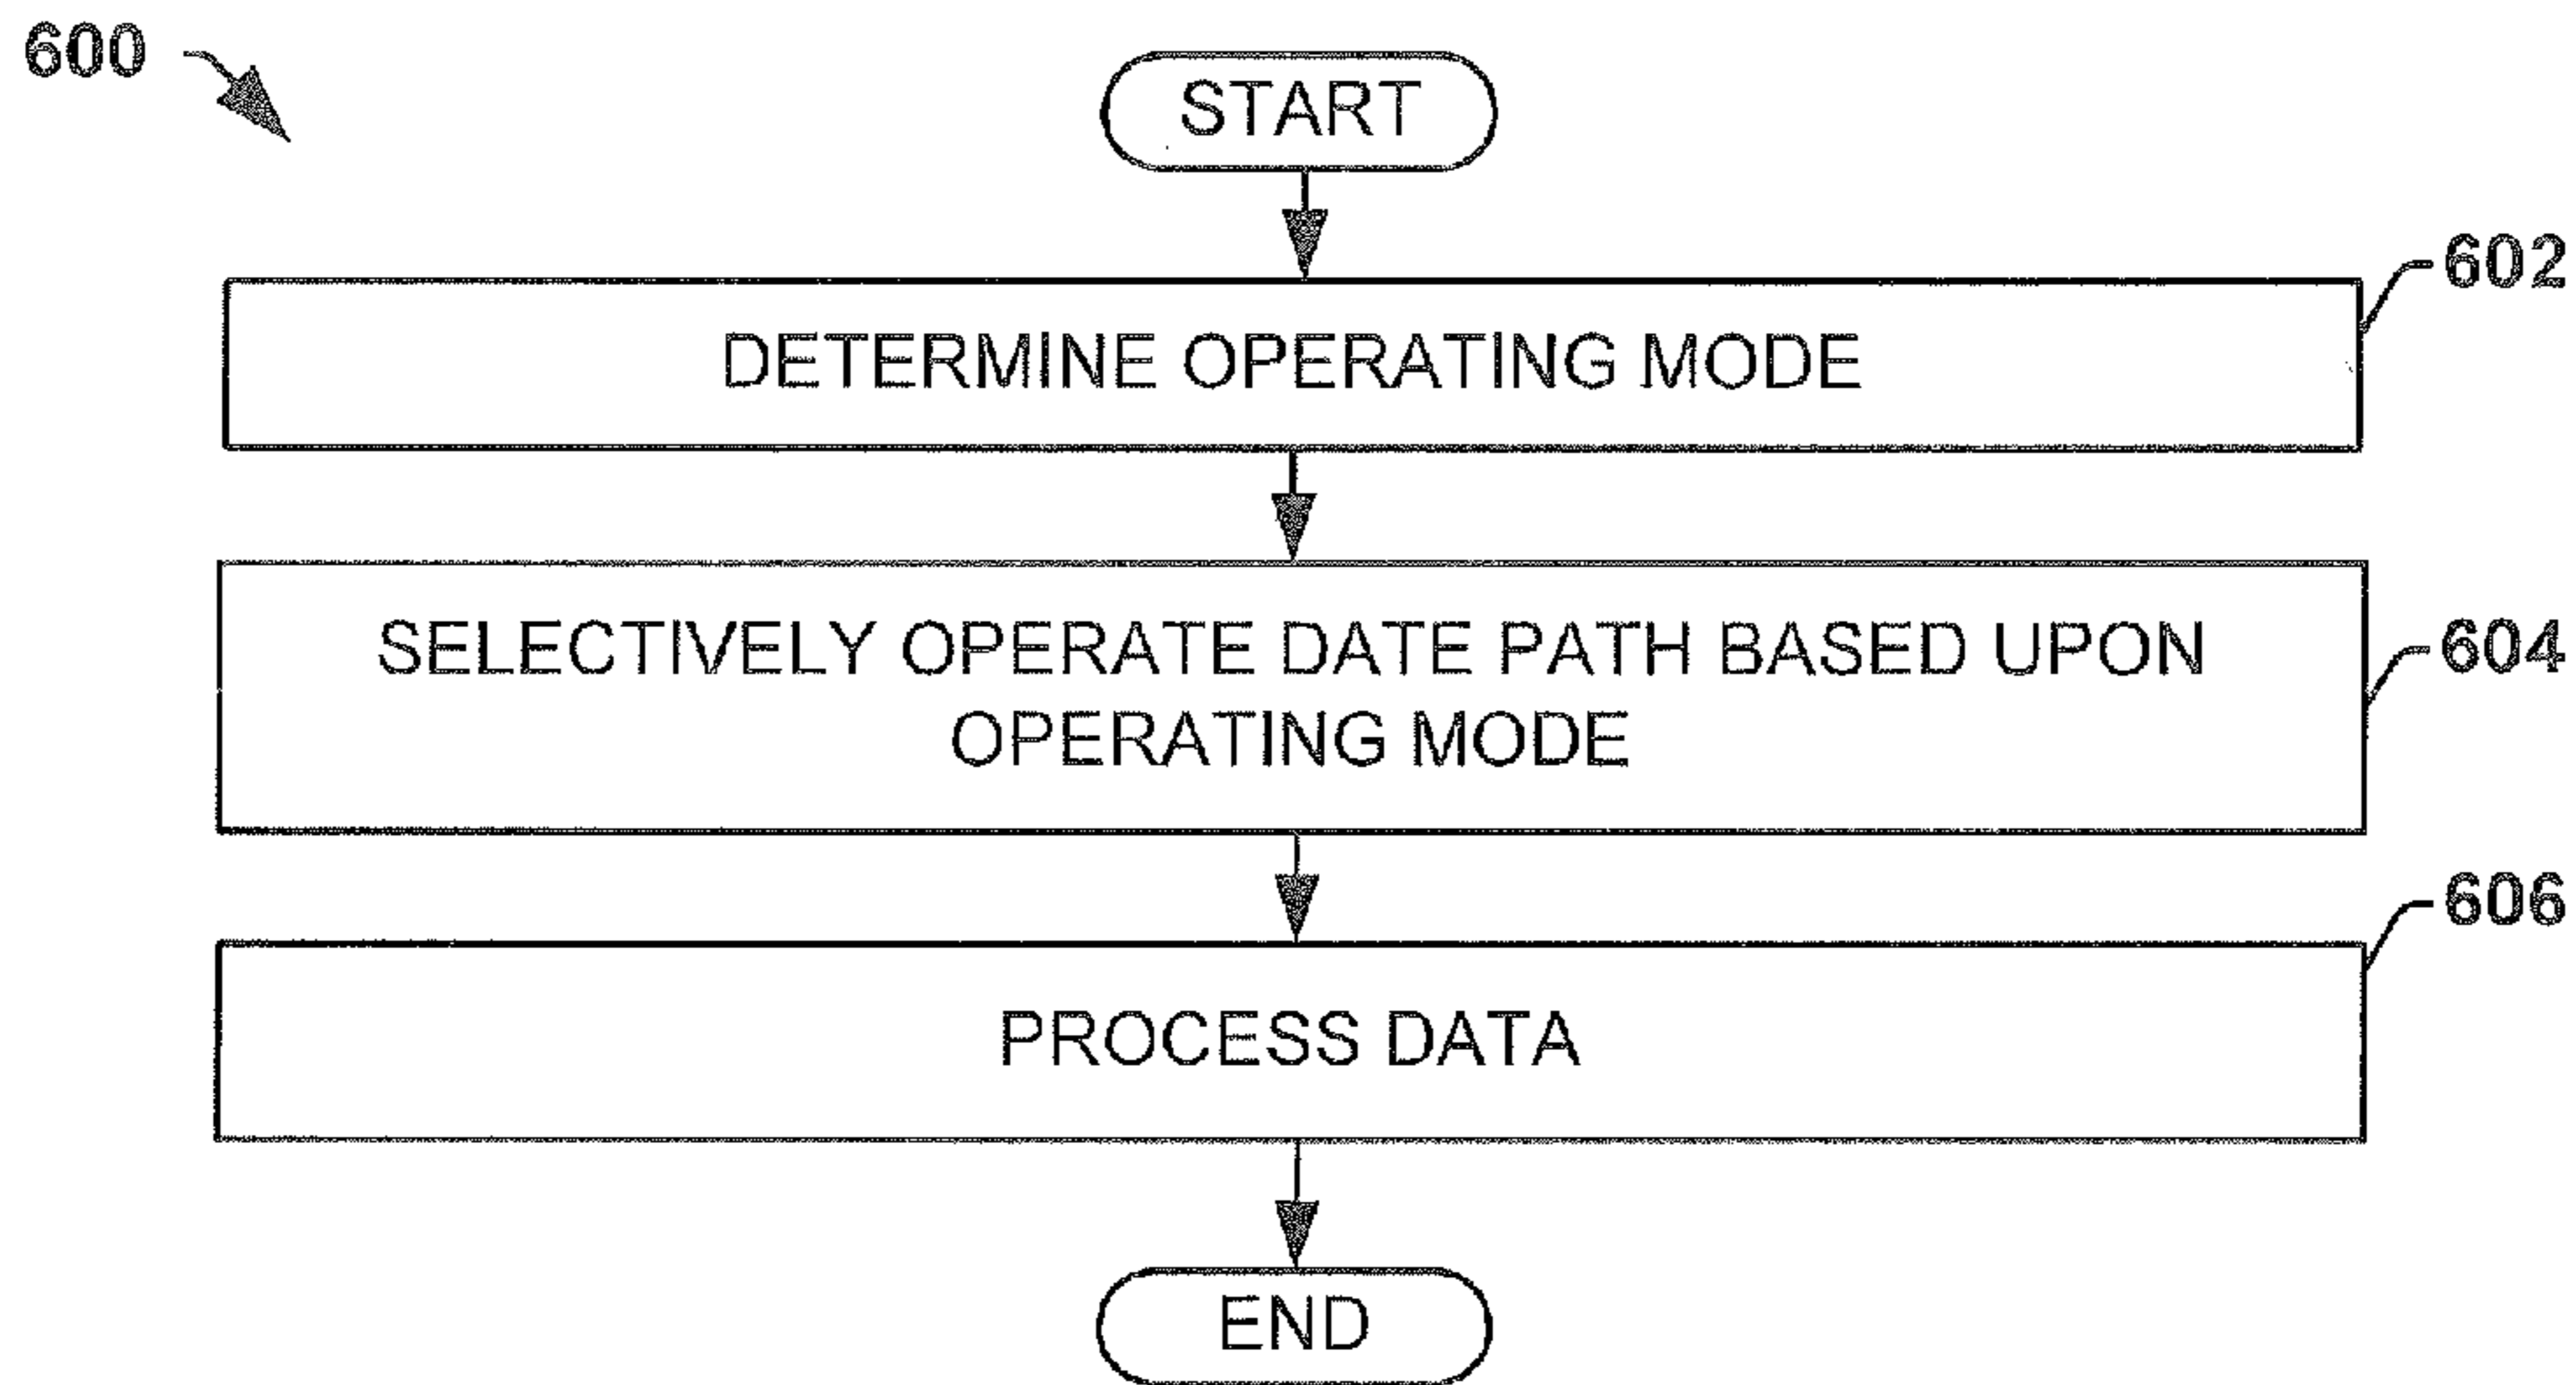 600
START
602
DETERMINE OPERATING MODE
SELECTIVELY OPERATE DATE PATH BASED UPON
OPERATING MODE
604
606
PROCESS DATA
END